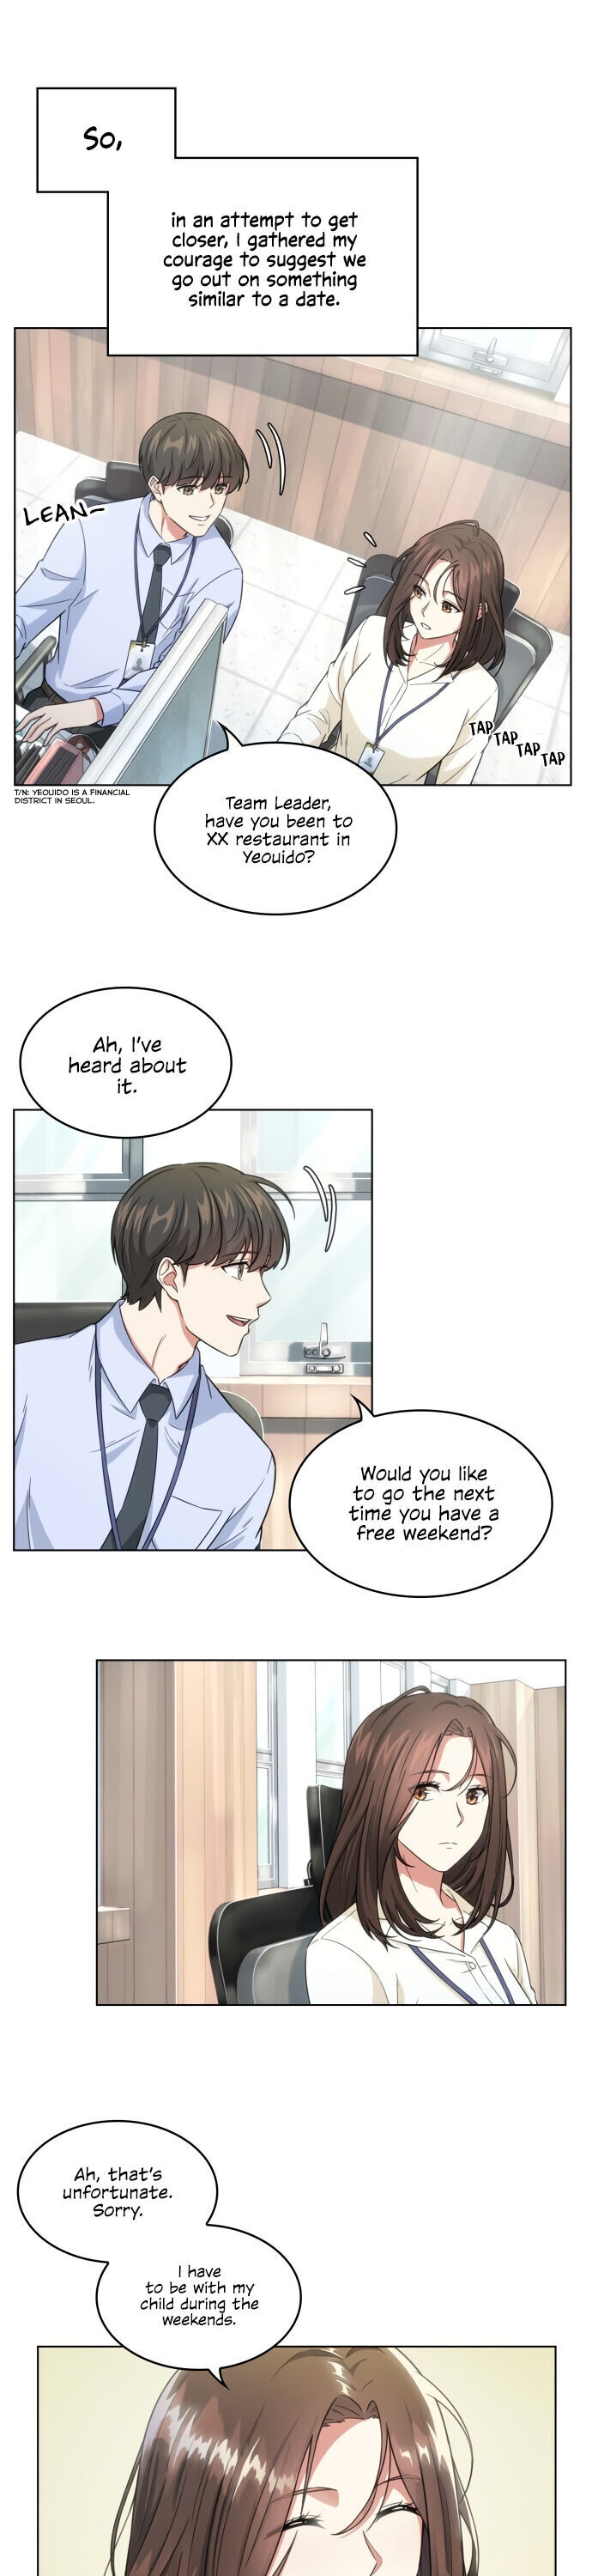 So,
in an attempt to get
closer, I gathered my
courage to suggest we
go out on something
similar to a date.
LEAN~
TAP
TAP
TAP
TAP
T/N: YEOUIDO IS A FINANCIAL
DISTRICT IN SEOUL.
Team Leader,
have you been to
XX restaurant in
Yeouido?
Ah, I've
heard about
it.
Would you like
to go the next
time you have a
free weekend?
Ah, that's
unfortunate.
Sorry.
I have
to be with my
child during the
weekends.